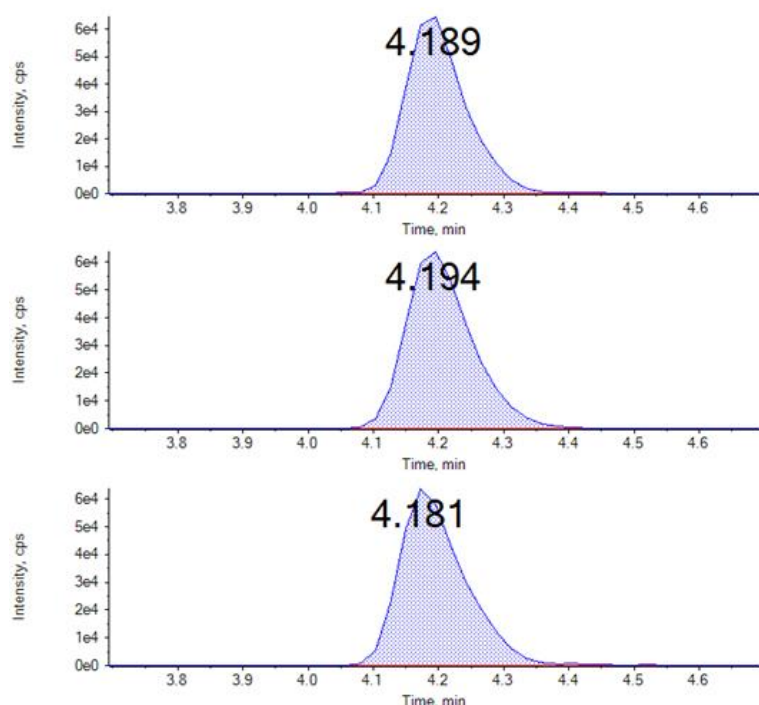 Intensity, cps
6e4
5e4
4e4
3e4
2e4
1e4
0e0
4.189
3.8 3.9 4.0 4.1 4.2 4.3 4.4 4.5 4.6
Time, min
Intensity, cps
6e4
5e4
4e4
3e4
2e4
1e4
0e0
4.194
3.8 3.9 4.0 4.1 4.2 4.3 4.4 4.5 4.6
Time, min
Intensity, cps
6e4
5e4
4e4
3e4
2e4
1e4
0e0
4.181
3.8 3.9 4.0 4.1 4.2 4.3 4.4 4.5 4.6
Time, min